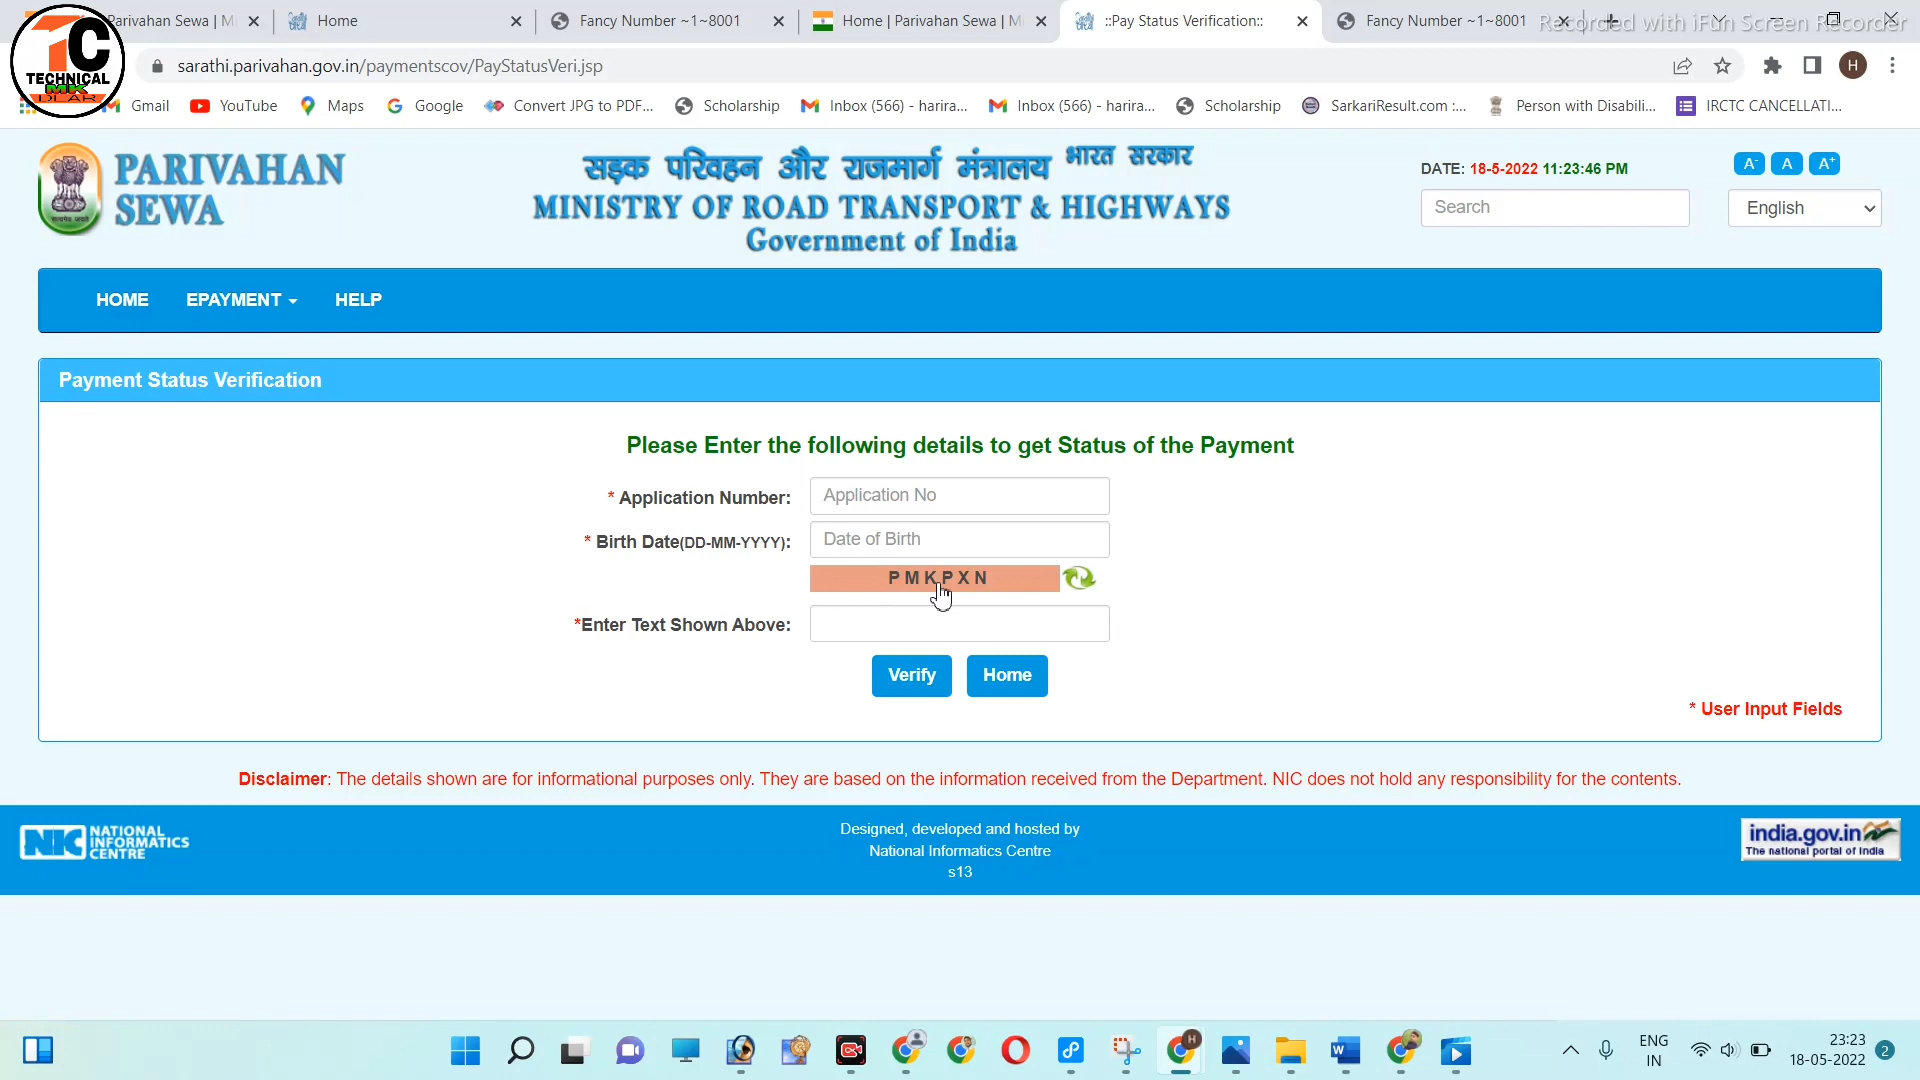 Parivahan Sewa | Mi
Home
Fancy Number ~1~8001
Home | Parivahan Sewa | Mi
::Pay Status Verification::
Fancy Number ~1~8001
Recorded with iFun Screen Recorder
TC
TECHNICAL
MK
DLAR
sarathi.parivahan.gov.in/paymentscov/PayStatusVeri.jsp
H
Gmail
YouTube
Maps
Google
Convert JPG to PDF...
Scholarship
Inbox (566) - harira...
Inbox (566) - harira...
Scholarship
SarkariResult.com :...
Person with Disabili...
IRCTC CANCELLATI...
PARIVAHAN
SEWA
सड़क परिवहन और राजमार्ग मंत्रालय भारत सरकार
MINISTRY OF ROAD TRANSPORT & HIGHWAYS
Government of India
DATE: 18-5-2022 11:23:46 PM
A- A A+
Search
English
HOME
EPAYMENT
HELP
Payment Status Verification
Please Enter the following details to get Status of the Payment
* Application Number:
Application No
* Birth Date(DD-MM-YYYY):
Date of Birth
P M K P X N
*Enter Text Shown Above:
Verify
Home
* User Input Fields
Disclaimer: The details shown are for informational purposes only. They are based on the information received from the Department. NIC does not hold any responsibility for the contents.
NIC NATIONAL
INFORMATICS
CENTRE
Designed, developed and hosted by
National Informatics Centre
s13
india.gov.in
The national portal of India
ENG
IN
23:23
18-05-2022
2